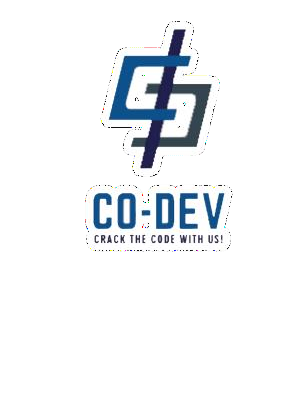 CO-DEV
CRACK THE CODE WITH US!